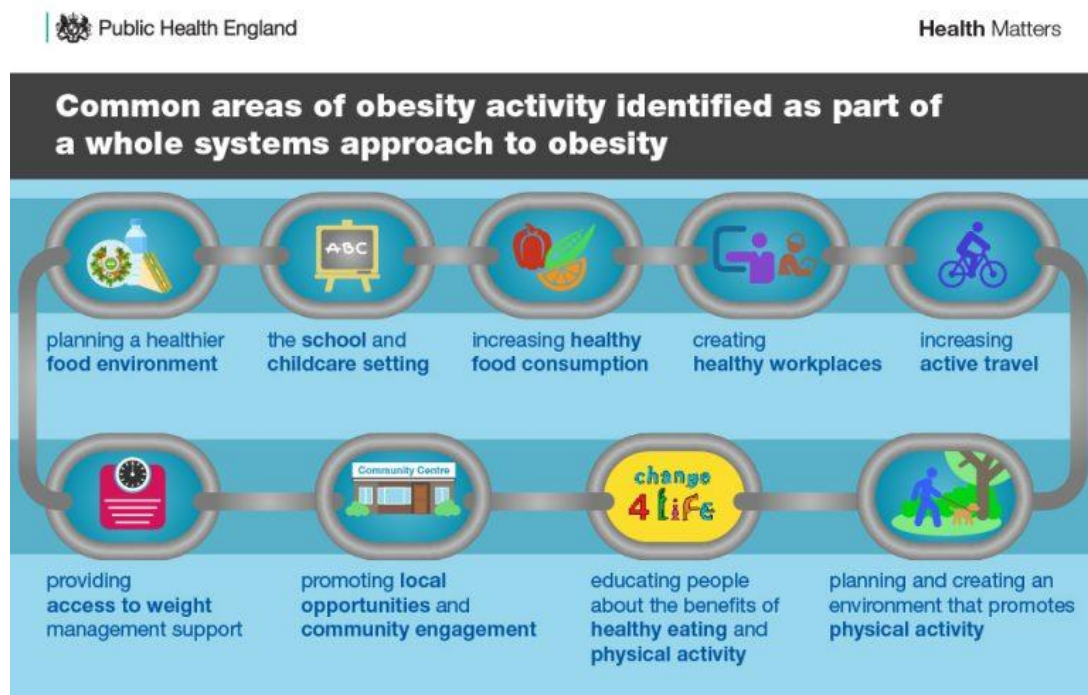 Public Health England
Health Matters
Common areas of obesity activity identified as part of
a whole systems approach to obesity
ABC
planning a healthier
food environment
the school and
childcare setting
increasing healthy
food consumption
creating
healthy workplaces
increasing
active travel
Community Centre
change
4 LiFe
providing
access to weight
management support
promoting local
opportunities and
community engagement
educating people
about the benefits of
healthy eating and
physical activity
planning and creating an
environment that promotes
physical activity